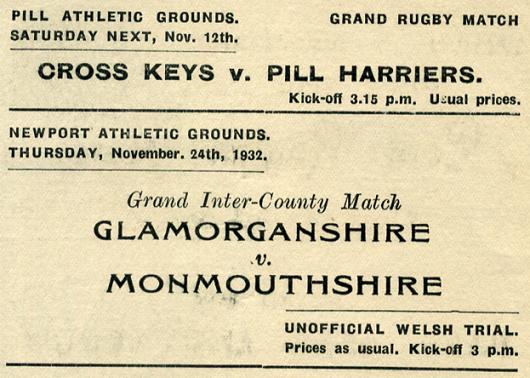 PILL ATHLETIC GROUNDS. GRAND RUGBY MATCH
SATURDAY NEXT, Nov. 12th.
CROSS KEYS v. PILL HARRIERS.
Kick-off 3.15 p.m. Usual prices.
NEWPORT ATHLETIC GROUNDS.
THURSDAY, November. 24th, 1932.
Grand Inter-County Match
GLAMORGANSHIRE
v.
MONMOUTHSHIRE
UNOFFICIAL WELSH TRIAL.
Prices as usual. Kick-off 3 p.m.